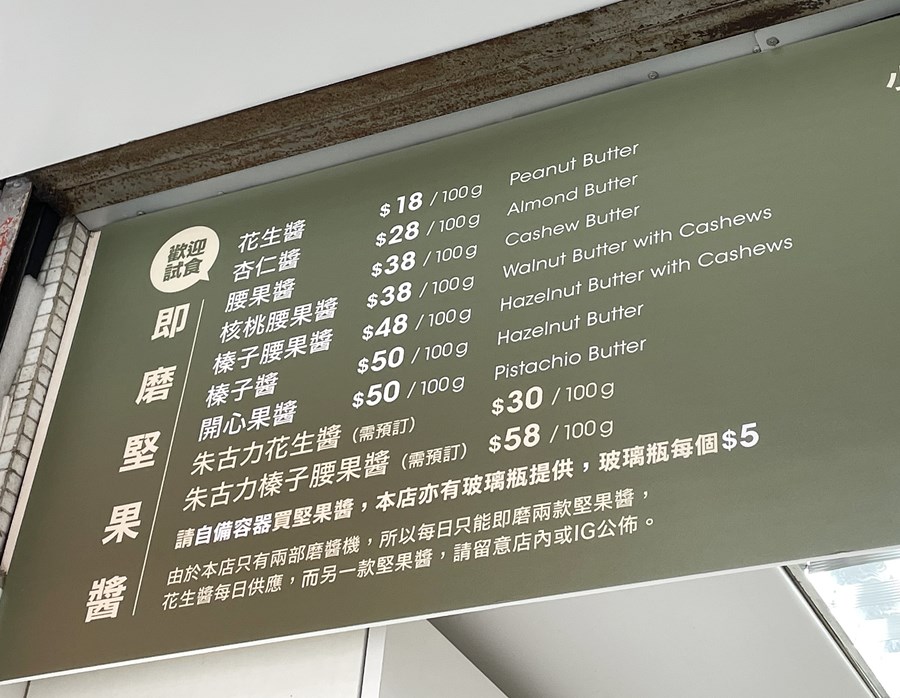 歡迎
試食
即磨堅果醬
花生醬 $18 / 100g Peanut Butter
杏仁醬 $28 / 100g Almond Butter
腰果醬 $38 / 100g Cashew Butter
核桃腰果醬 $38 / 100g Walnut Butter with Cashews
榛子腰果醬 $48 / 100g Hazelnut Butter with Cashews
榛子醬 $50 / 100g Hazelnut Butter
開心果醬 $50 / 100g Pistachio Butter
朱古力花生醬（需預訂） $30 / 100g
朱古力榛子腰果醬（需預訂） $58 / 100g
請自備容器買堅果醬，本店亦有玻璃瓶提供，玻璃瓶每個$5
由於本店只有兩部磨醬機，所以每日只能即磨兩款堅果醬，
花生醬每日供應，而另一款堅果醬，請留意店內或IG公佈。